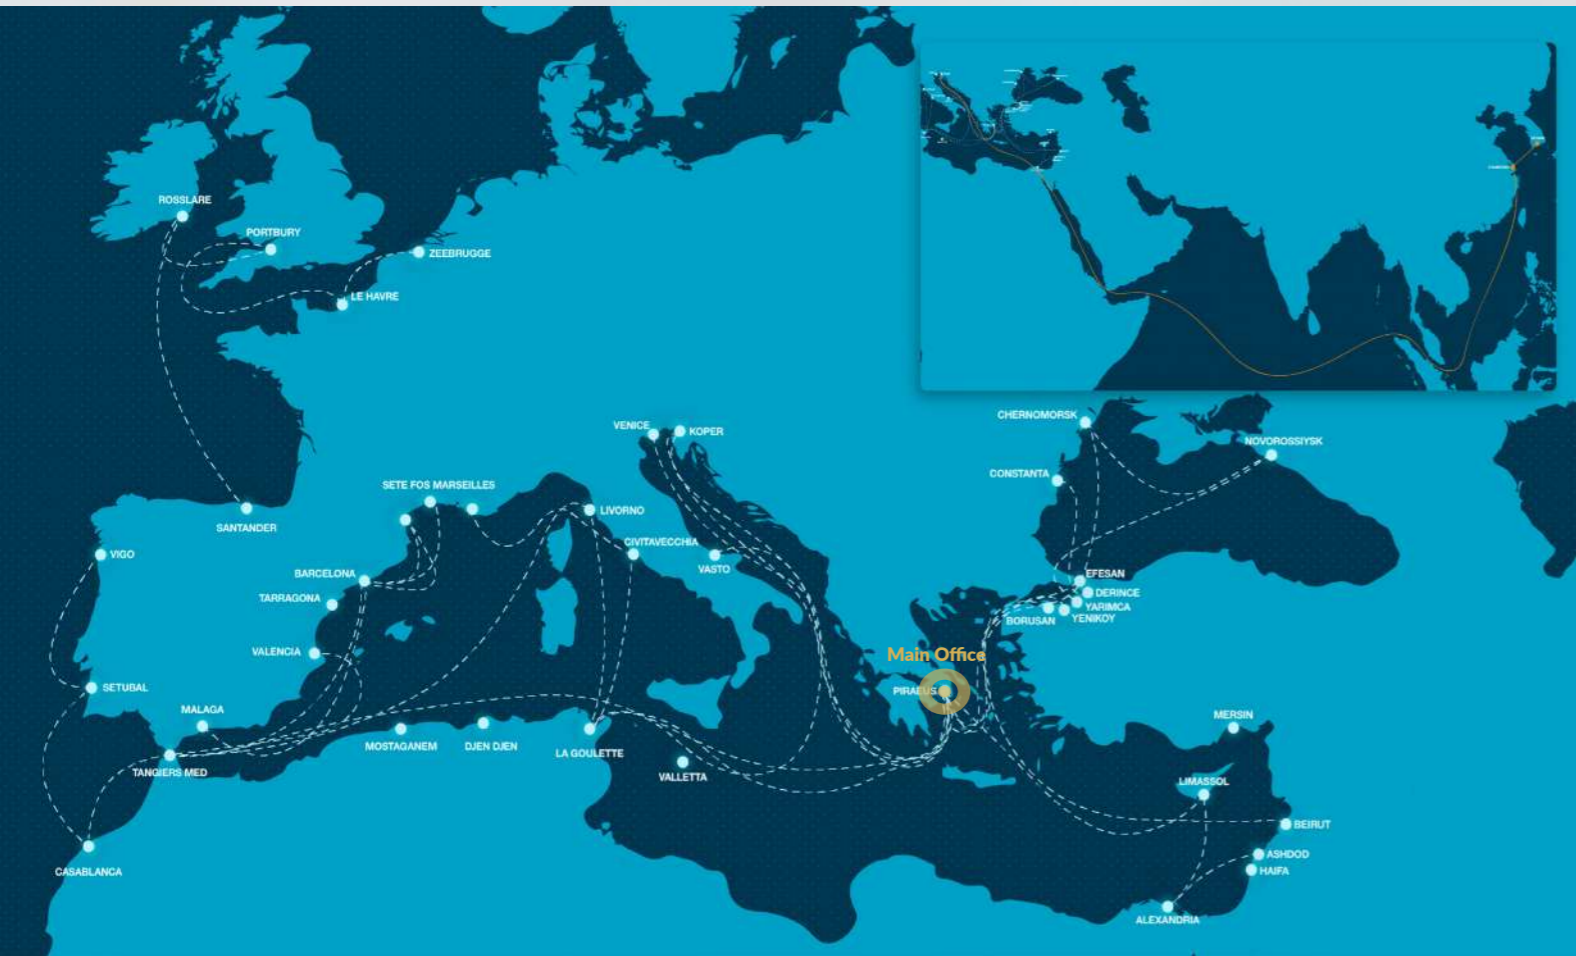 ROSSLARE
PORTBURY
ZEEBRUGGE
LE HAVRE
CHERNOMORSK
VENICE
KOPER
NOVOROSSIYSK
CONSTANTA
SETE FOS MARSEILLES
LIVORNO
SANTANDER
CIVITAVECCHIA
VIGO
VASTO
BARCELONA
EFESAN
DERINCE
TARRAGONA
YARIMCA
BORUSAN
YENIKOY
VALENCIA
Main Office
SETUBAL
PIRAEUS
MALAGA
MERSIN
MOSTAGANEM
DJEN DJEN
LA GOULETTE
TANGIERS MED
VALLETTA
LIMASSOL
BEIRUT
ASHDOD
HAIFA
CASABLANCA
ALEXANDRIA